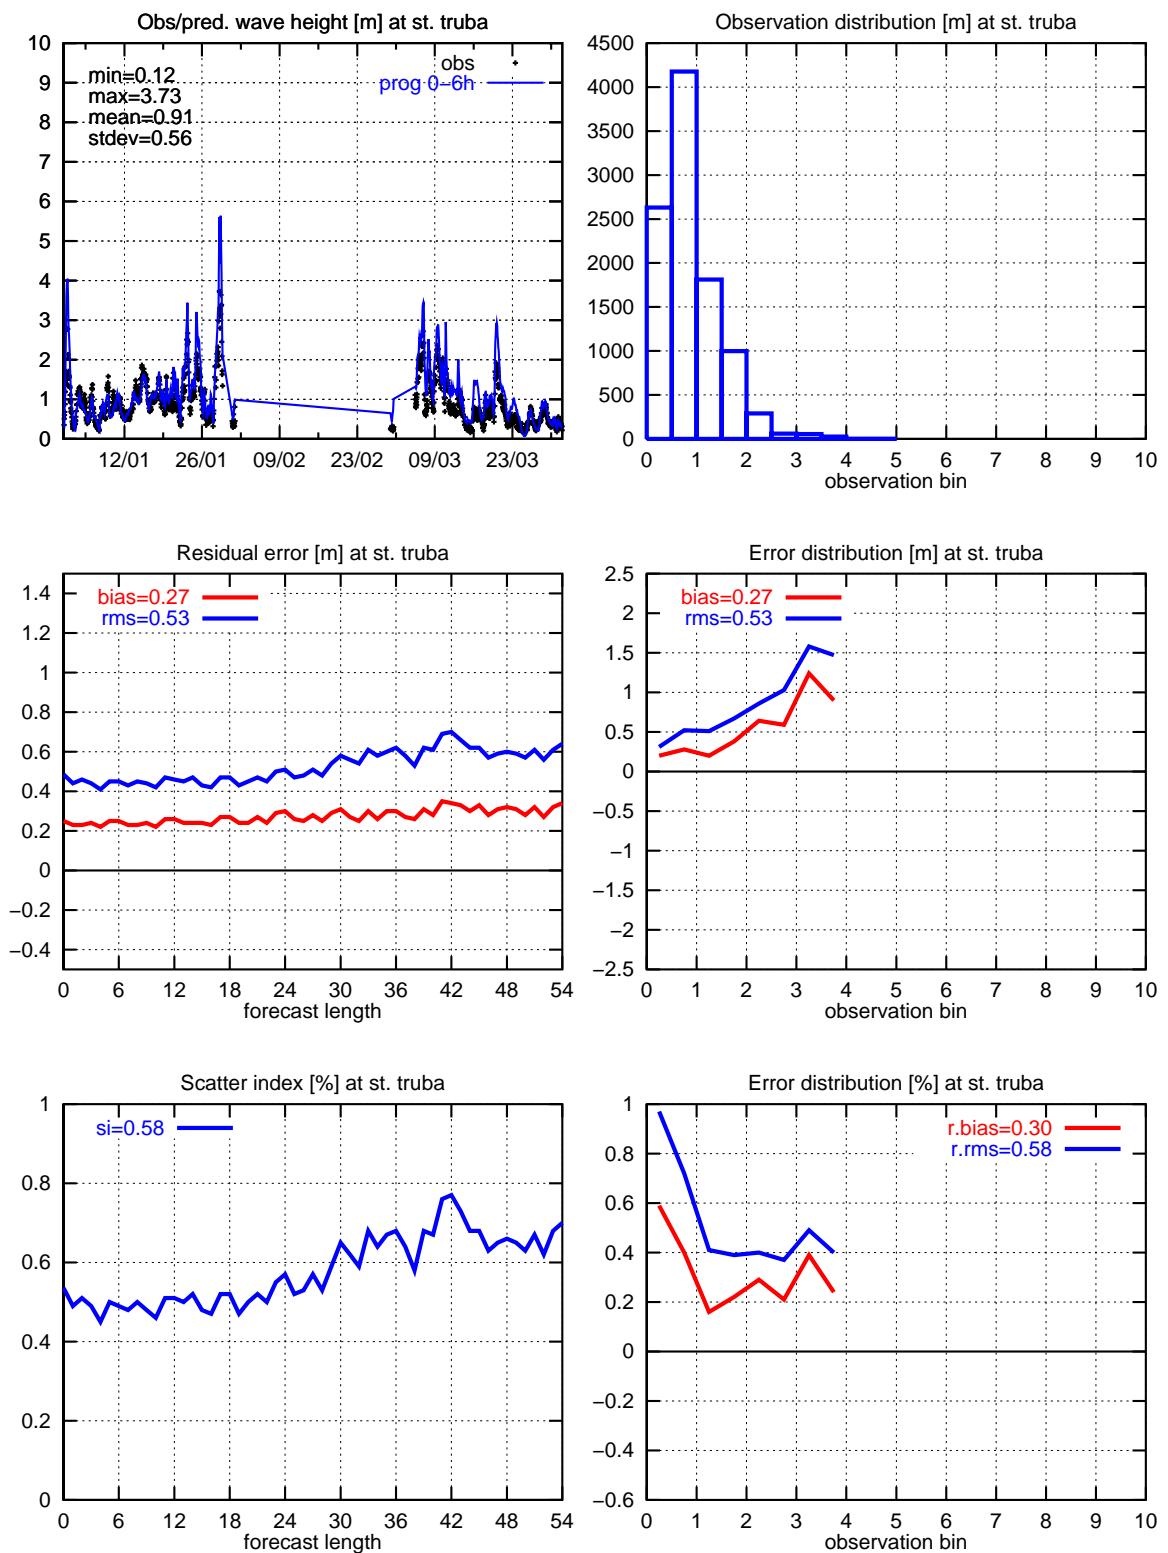 Obs/pred. wave height [m] at st. truba
10
9
8
7
6
5
4
3
2
1
0
min=0.12
max=3.73
mean=0.91
stdev=0.56
obs
prog 0−6h
12/01 26/01 09/02 23/02 09/03 23/03
Observation distribution [m] at st. truba
4500
4000
3500
3000
2500
2000
1500
1000
500
0
0 1 2 3 4 5 6 7 8 9 10
observation bin
Residual error [m] at st. truba
1.4
1.2
1
0.8
0.6
0.4
0.2
0
−0.2
−0.4
bias=0.27
rms=0.53
0 6 12 18 24 30 36 42 48 54
forecast length
Error distribution [m] at st. truba
2.5
2
1.5
1
0.5
0
−0.5
−1
−1.5
−2
−2.5
bias=0.27
rms=0.53
0 1 2 3 4 5 6 7 8 9 10
observation bin
Scatter index [%] at st. truba
1
0.8
0.6
0.4
0.2
0
si=0.58
0 6 12 18 24 30 36 42 48 54
forecast length
Error distribution [%] at st. truba
1
0.8
0.6
0.4
0.2
0
−0.2
−0.4
−0.6
r.bias=0.30
r.rms=0.58
0 1 2 3 4 5 6 7 8 9 10
observation bin